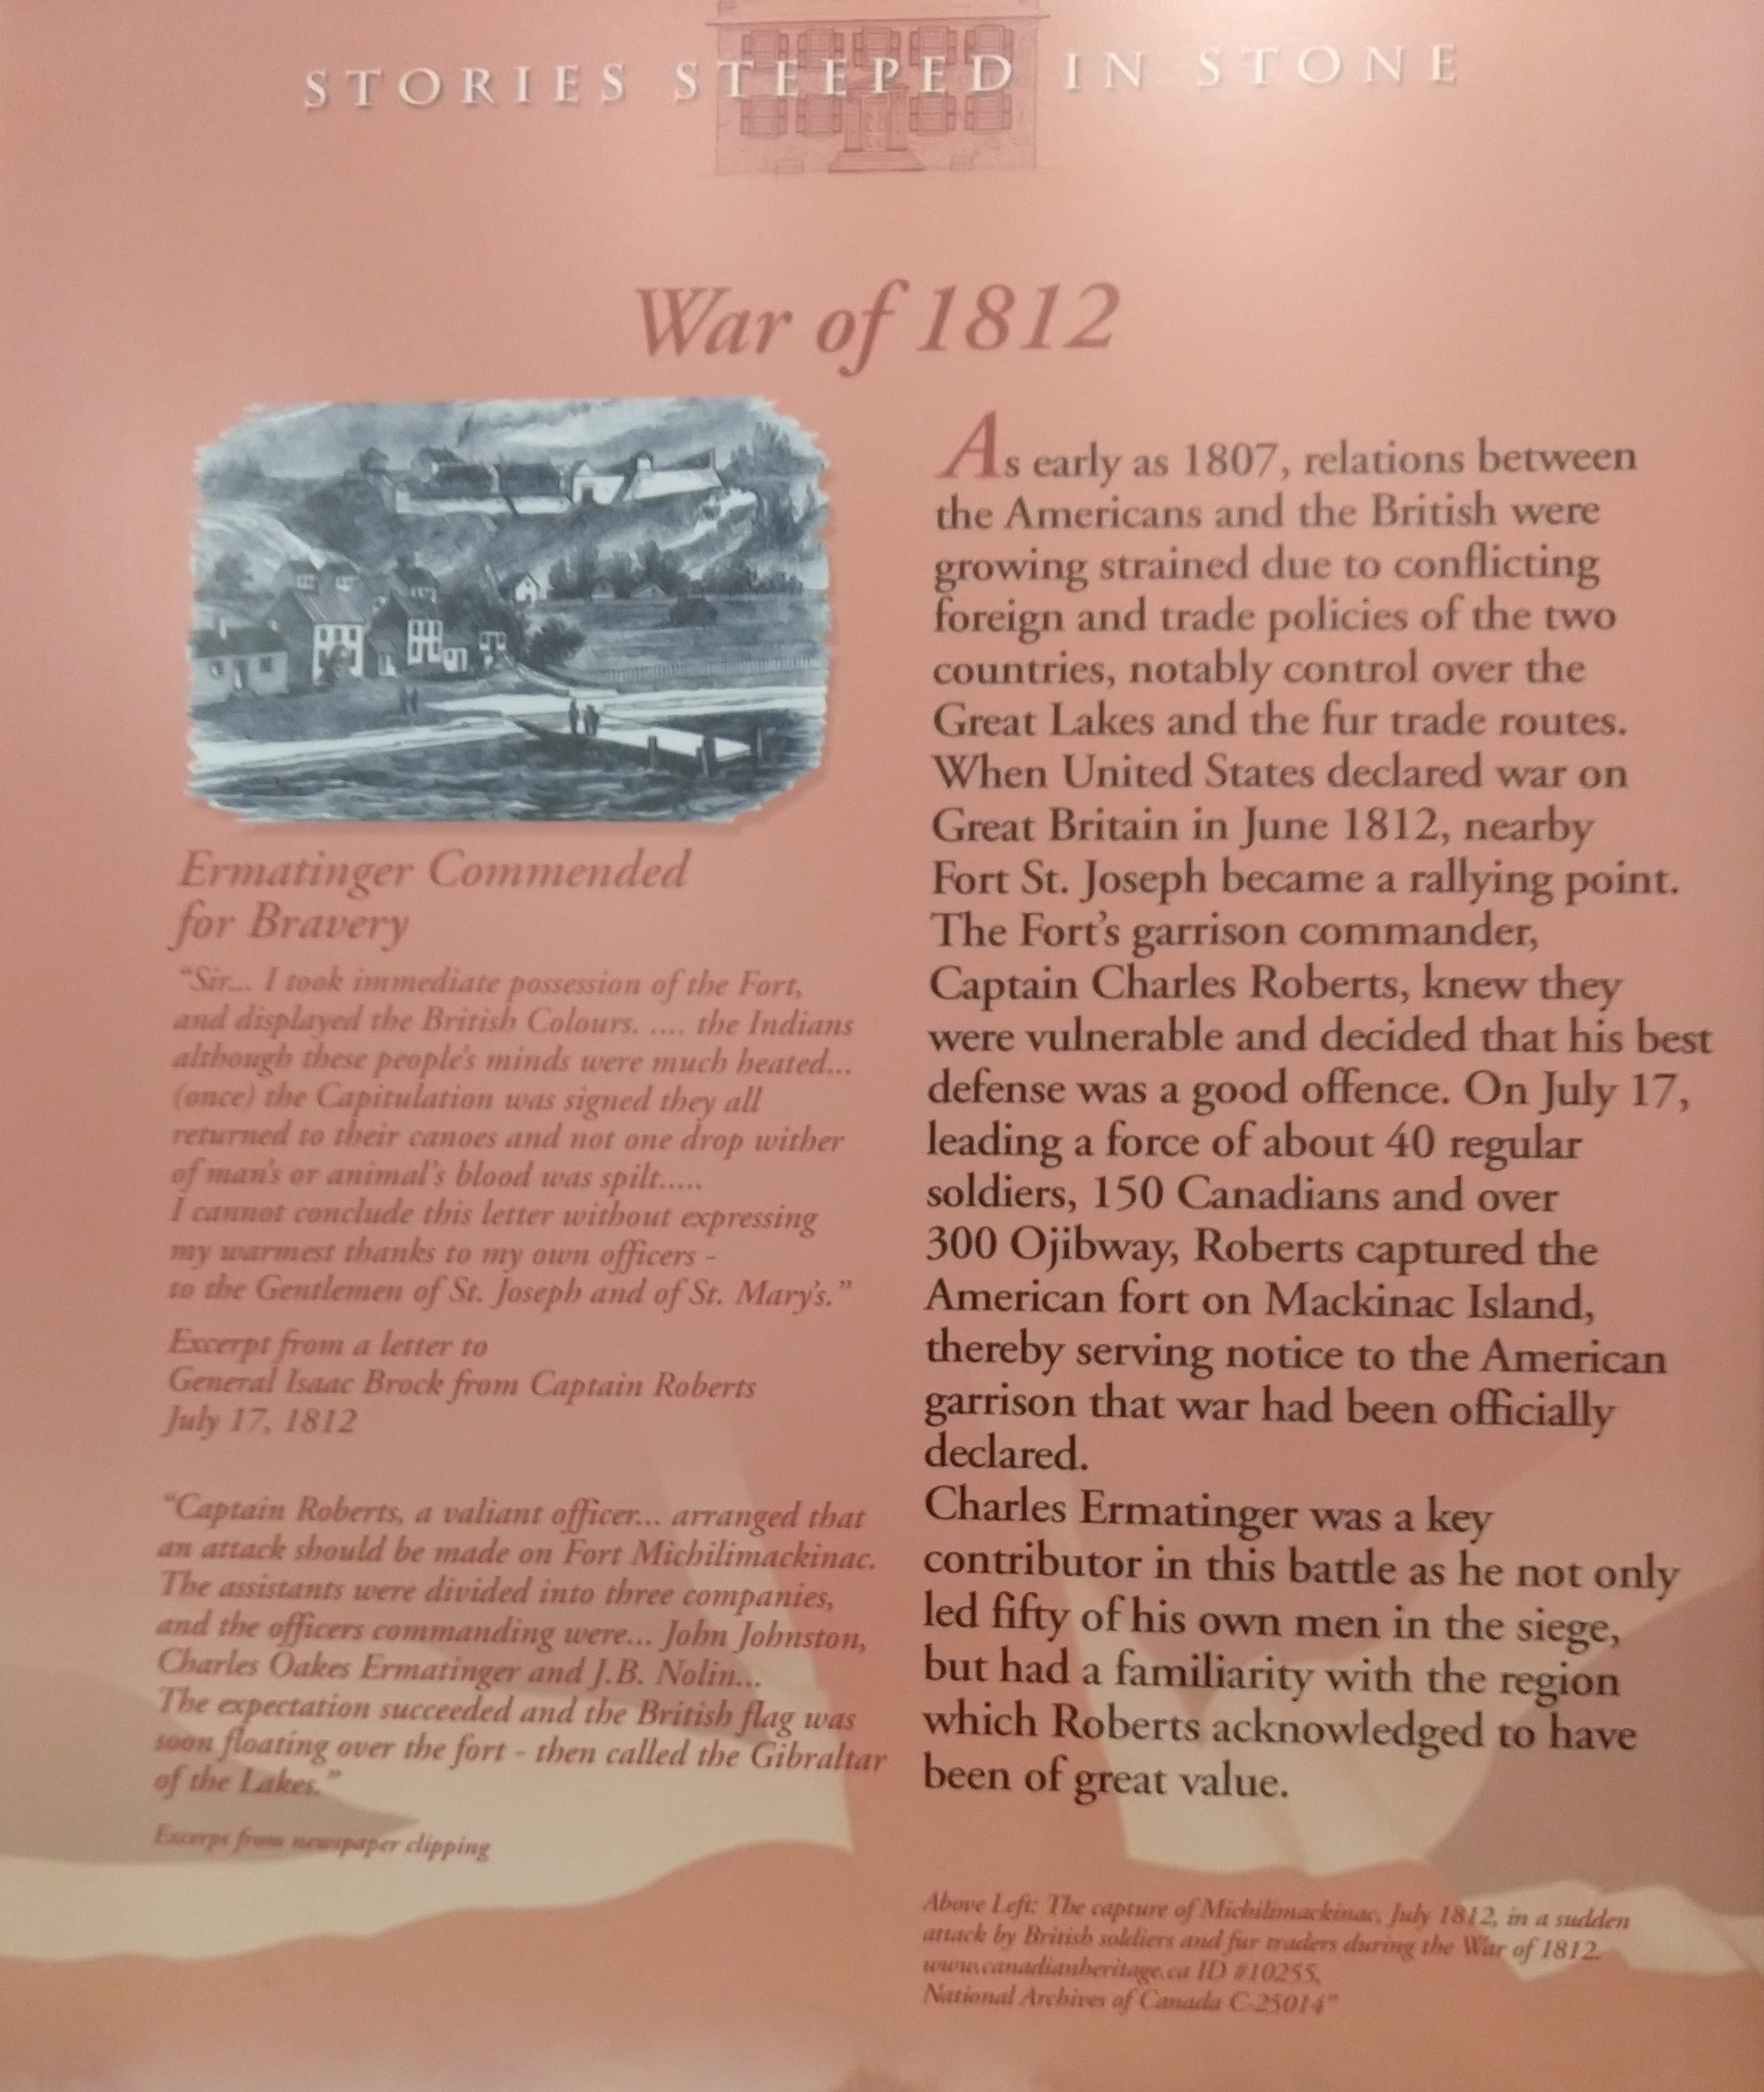 STORIES STEEPED IN STONE
War of 1812
Ermatinger Commended
for Bravery
"Sir... I took immediate possession of the Fort,
and displayed the British Colours. .... the Indians
although these people's minds were much heated...
(once) the Capitulation was signed they all
returned to their canoes and not one drop wither
of man's or animal's blood was spilt.....
I cannot conclude this letter without expressing
my warmest thanks to my own officers -
to the Gentlemen of St. Joseph and of St. Mary's."
Excerpt from a letter to
General Isaac Brock from Captain Roberts
July 17, 1812
"Captain Roberts, a valiant officer... arranged that
an attack should be made on Fort Michilimackinac.
The assistants were divided into three companies,
and the officers commanding were... John Johnston,
Charles Oakes Ermatinger and J.B. Nolin...
The expectation succeeded and the British flag was
soon floating over the fort - then called the Gibraltar
of the Lakes."
Excerpt from newspaper clipping
As early as 1807, relations between
the Americans and the British were
growing strained due to conflicting
foreign and trade policies of the two
countries, notably control over the
Great Lakes and the fur trade routes.
When United States declared war on
Great Britain in June 1812, nearby
Fort St. Joseph became a rallying point.
The Fort's garrison commander,
Captain Charles Roberts, knew they
were vulnerable and decided that his best
defense was a good offence. On July 17,
leading a force of about 40 regular
soldiers, 150 Canadians and over
300 Ojibway, Roberts captured the
American fort on Mackinac Island,
thereby serving notice to the American
garrison that war had been officially
declared.
Charles Ermatinger was a key
contributor in this battle as he not only
led fifty of his own men in the siege,
but had a familiarity with the region
which Roberts acknowledged to have
been of great value.
Above Left: The capture of Michilimackinac, July 1812, in a sudden
attack by British soldiers and fur traders during the War of 1812.
www.canadianheritage.ca ID #10255,
National Archives of Canada C-25014"